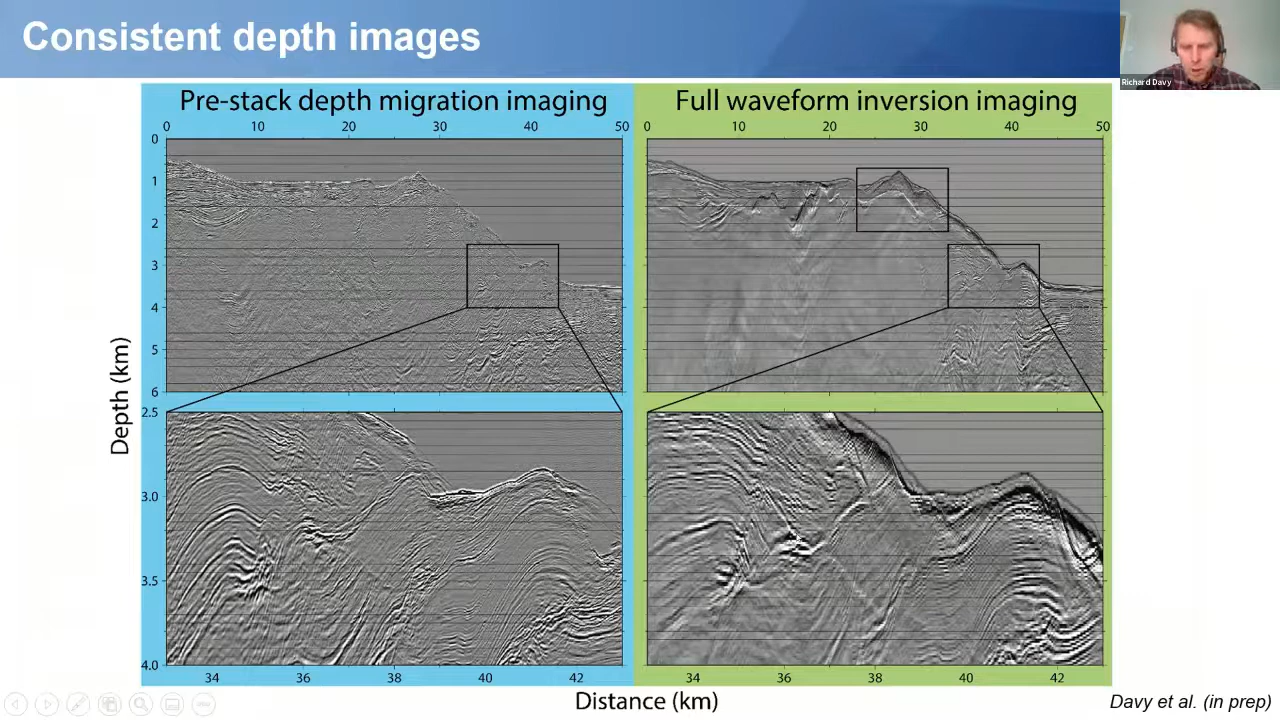 Consistent depth images
Richard Davy
Pre-stack depth migration imaging
Full waveform inversion imaging
0 10 20 30 40 50
0 10 20 30 40 50
0
1
2
3
4
5
6
Depth (km)
2.5
3.0
3.5
4.0
34 36 38 40 42
34 36 38 40 42
Distance (km)
Davy et al. (in prep)